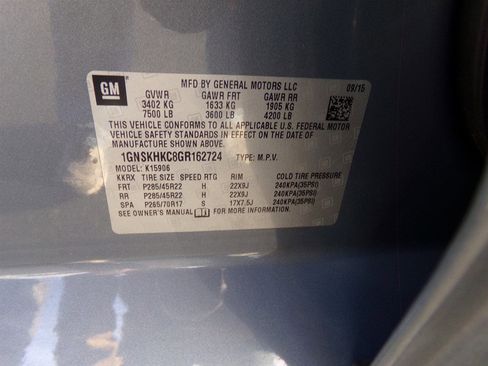 GM
MFD BY GENERAL MOTORS LLC
09/15
GVWR GAWR FRT GAWR RR
3402 KG 1633 KG 1905 KG
7500 LB 3600 LB 4200 LB
THIS VEHICLE CONFORMS TO ALL APPLICABLE U.S. FEDERAL MOTOR
VEHICLE SAFETY STANDARDS IN EFFECT ON THE DATE OF
MANUFACTURE SHOWN ABOVE.
1GNSKHKC8GR162724 TYPE: M.P.V.
MODEL: K15906
KKRX TIRE SIZE SPEED RTG RIM COLD TIRE PRESSURE
FRT P285/45R22 H 22X9J 240KPA(35PSI)
RR P285/45R22 H 22X9J 240KPA(35PSI)
SPA P265/70R17 S 17X7.5J 240KPA(35PSI)
SEE OWNER'S MANUAL FOR MORE INFORMATION.